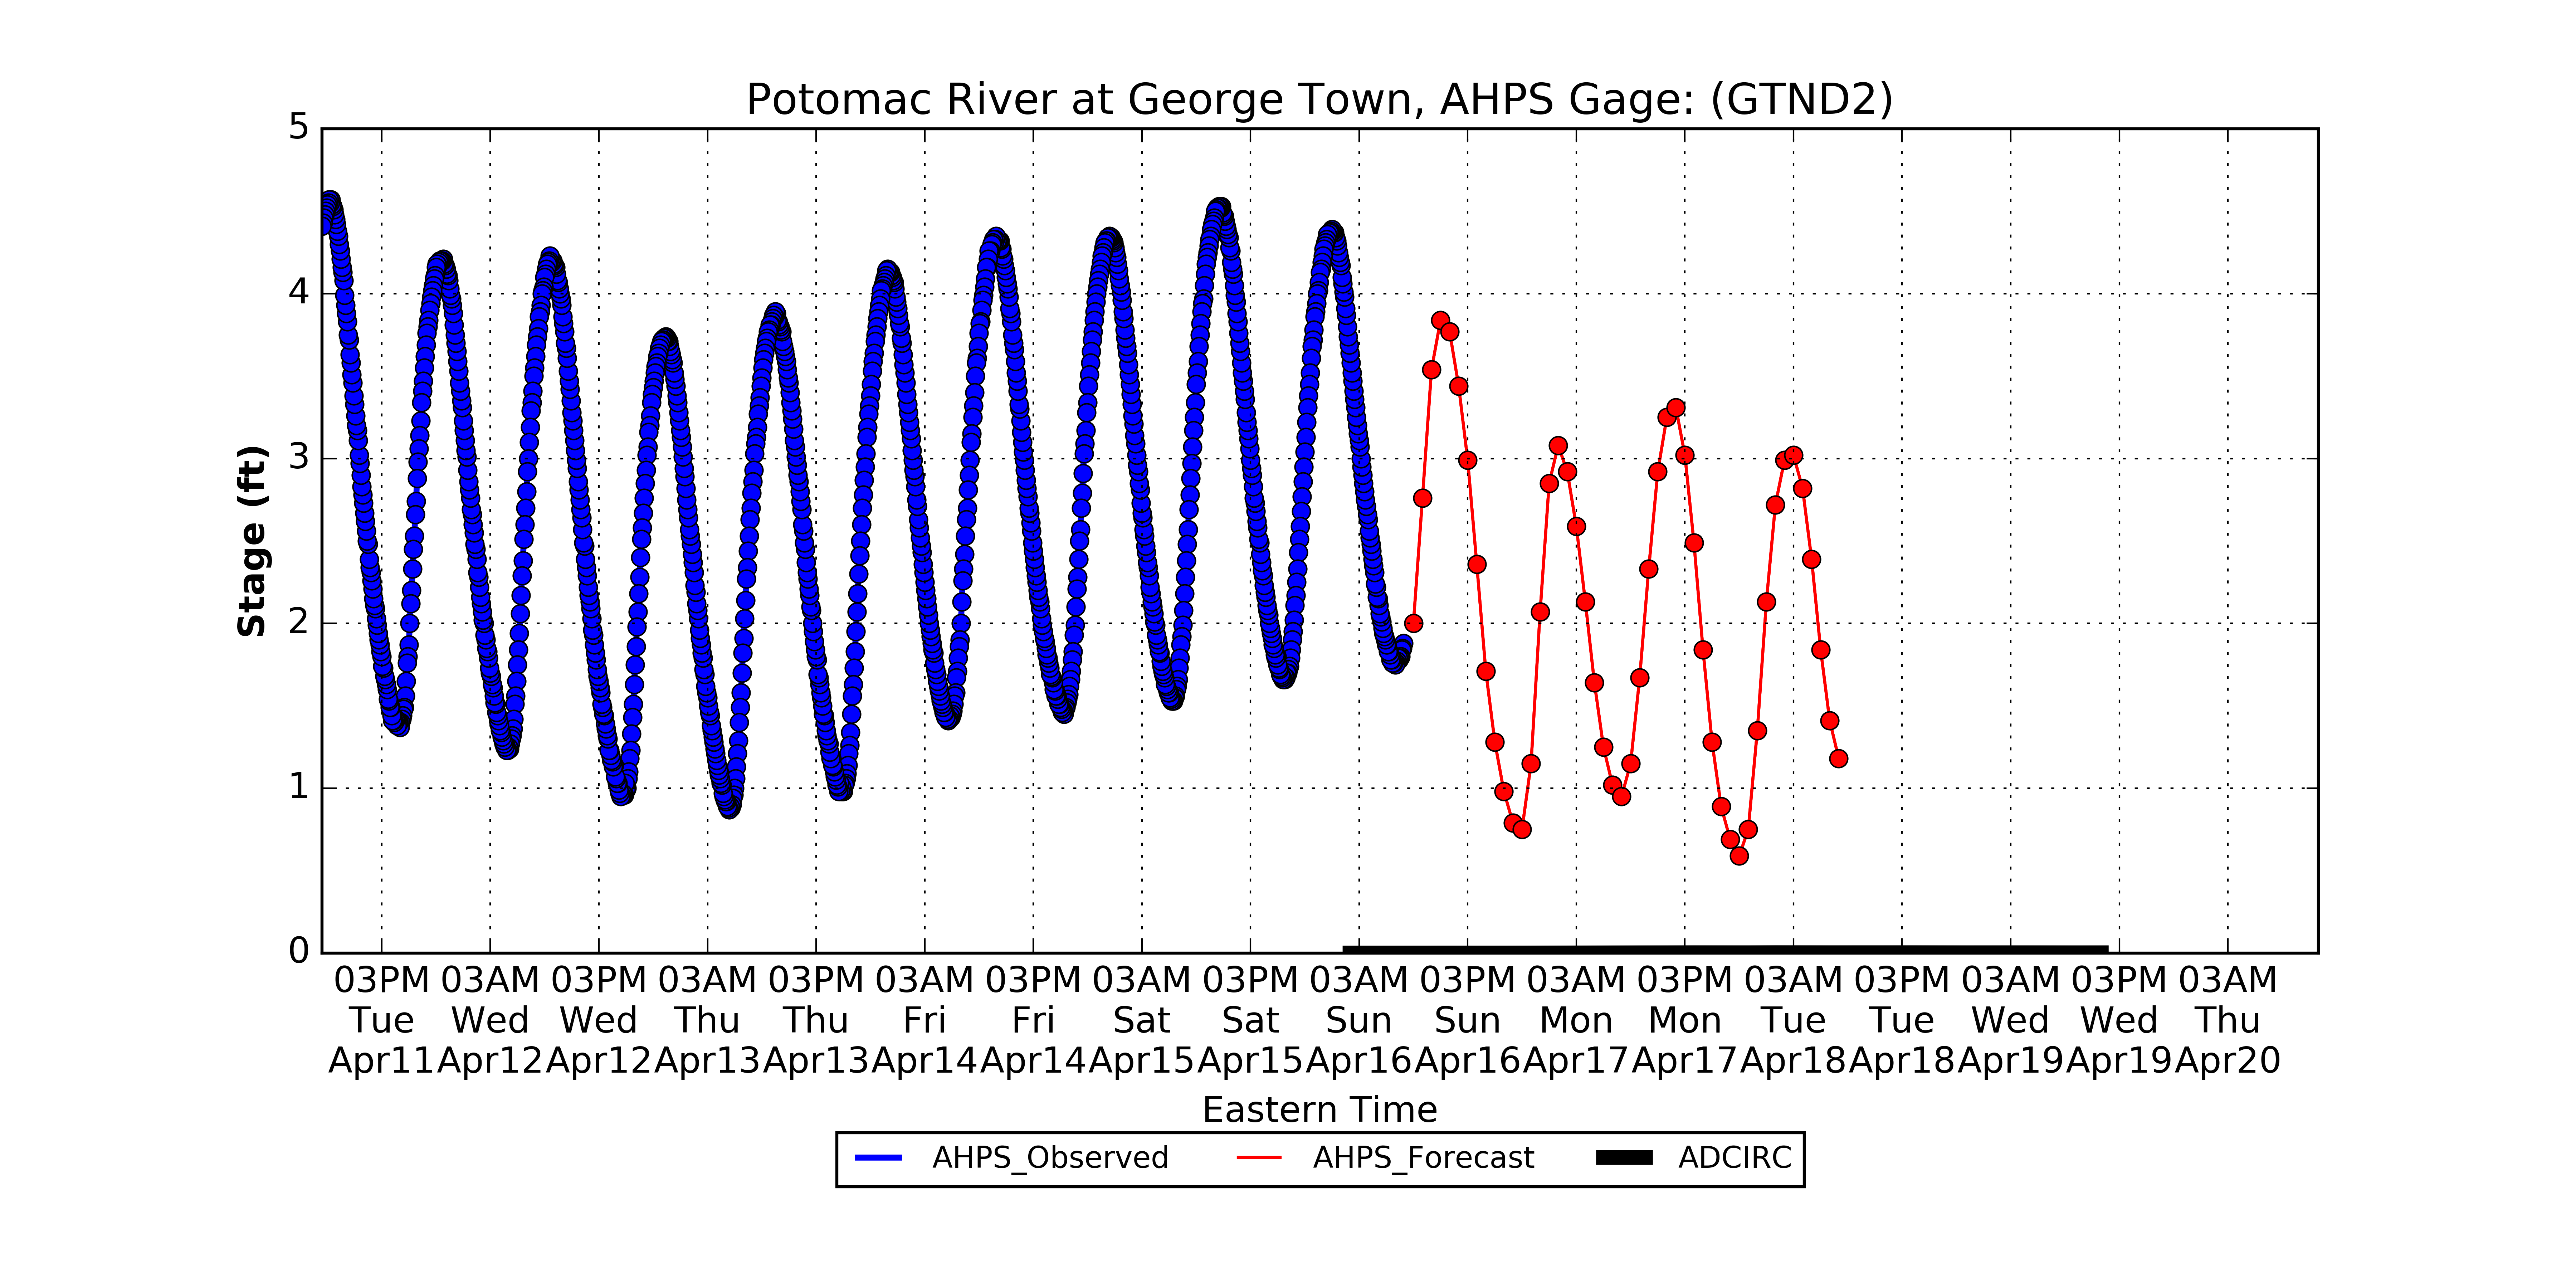 Potomac River at George Town, AHPS Gage: (GTND2)
5
4
3
2
1
0
Stage (ft)
03PM 03AM 03PM 03AM 03PM 03AM 03PM 03AM 03PM 03AM 03PM 03AM 03PM 03AM 03PM 03AM 03PM 03AM
Tue Wed Wed Thu Thu Fri Fri Sat Sat Sun Sun Mon Mon Tue Tue Wed Wed Thu
Apr11 Apr12 Apr12 Apr13 Apr13 Apr14 Apr14 Apr15 Apr15 Apr16 Apr16 Apr17 Apr17 Apr18 Apr18 Apr19 Apr19 Apr20
Eastern Time
AHPS_Observed AHPS_Forecast ADCIRC